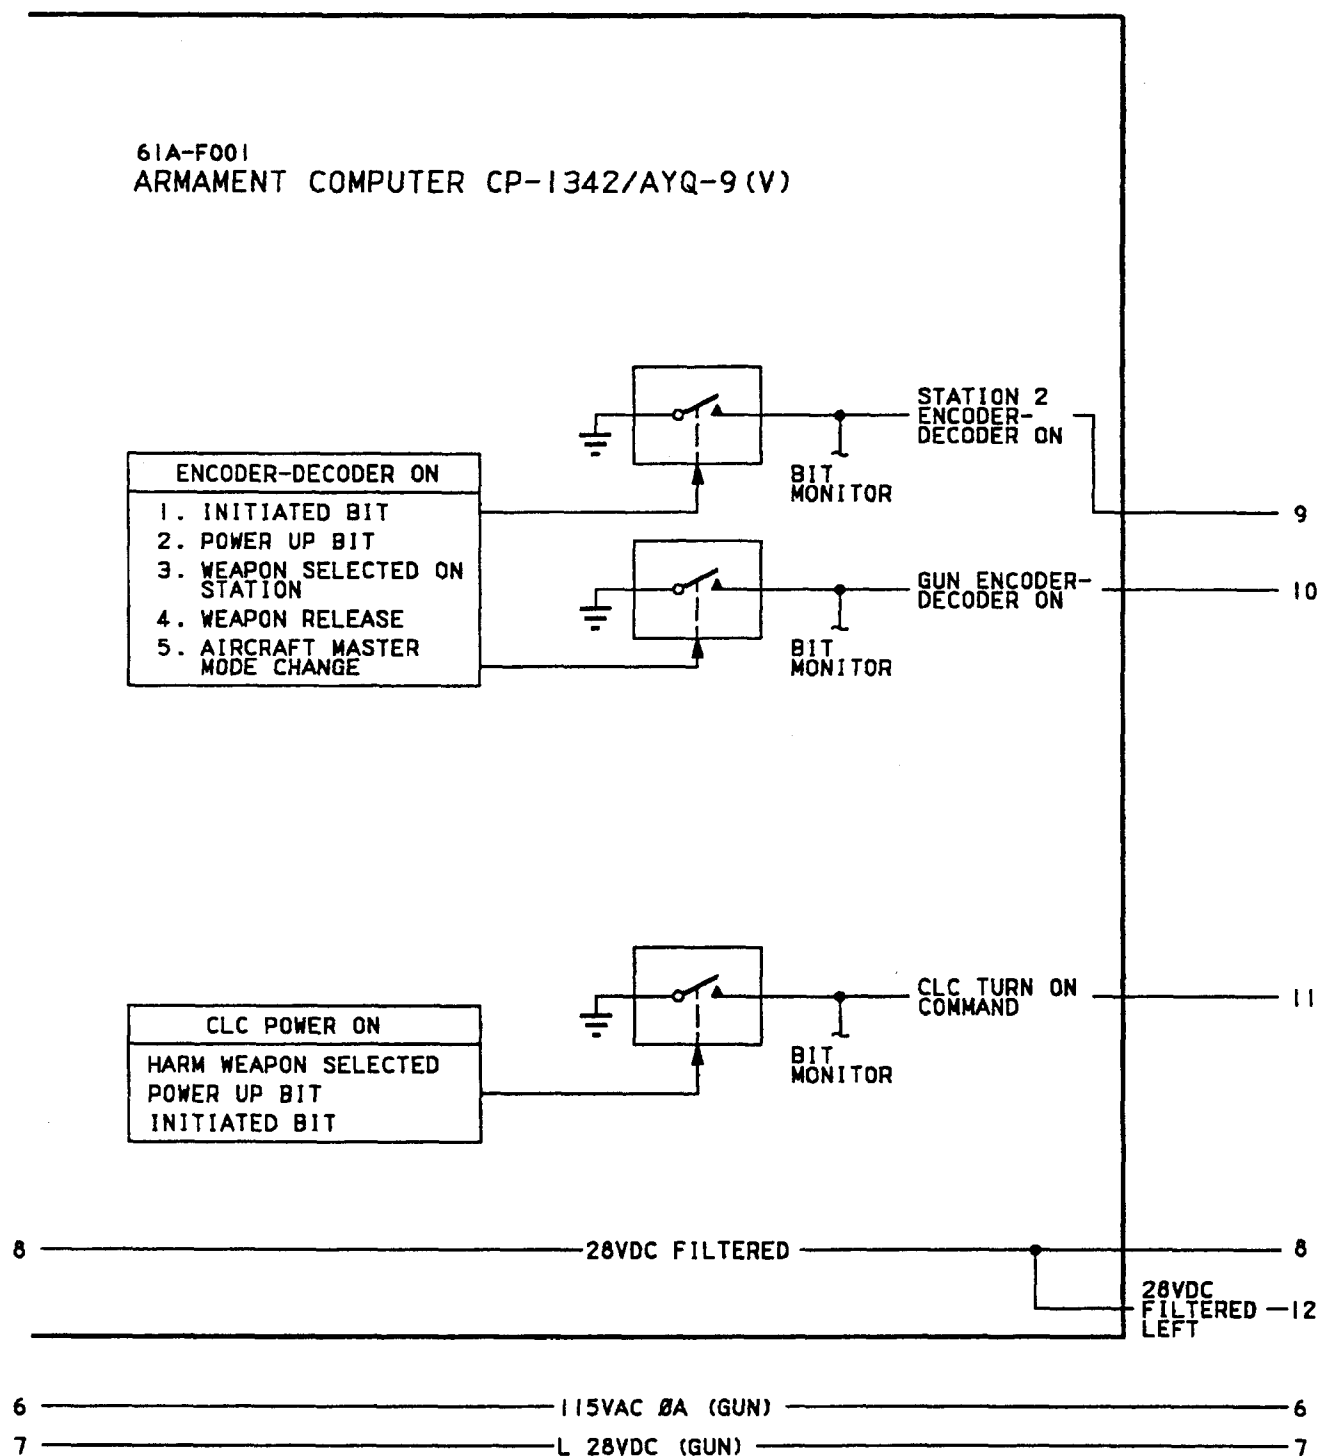 61A-F001
ARMAMENT COMPUTER CP-1342/AYQ-9(V)
STATION 2
ENCODER-
DECODER ON
BIT
MONITOR
9
ENCODER-DECODER ON
1. INITIATED BIT
2. POWER UP BIT
3. WEAPON SELECTED ON
STATION
4. WEAPON RELEASE
5. AIRCRAFT MASTER
MODE CHANGE
GUN ENCODER-
DECODER ON
10
BIT
MONITOR
CLC TURN ON
COMMAND
11
BIT
MONITOR
CLC POWER ON
HARM WEAPON SELECTED
POWER UP BIT
INITIATED BIT
8 28VDC FILTERED 8
28VDC
FILTERED 12
LEFT
6 115VAC ØA (GUN) 6
7 L 28VDC (GUN) 7